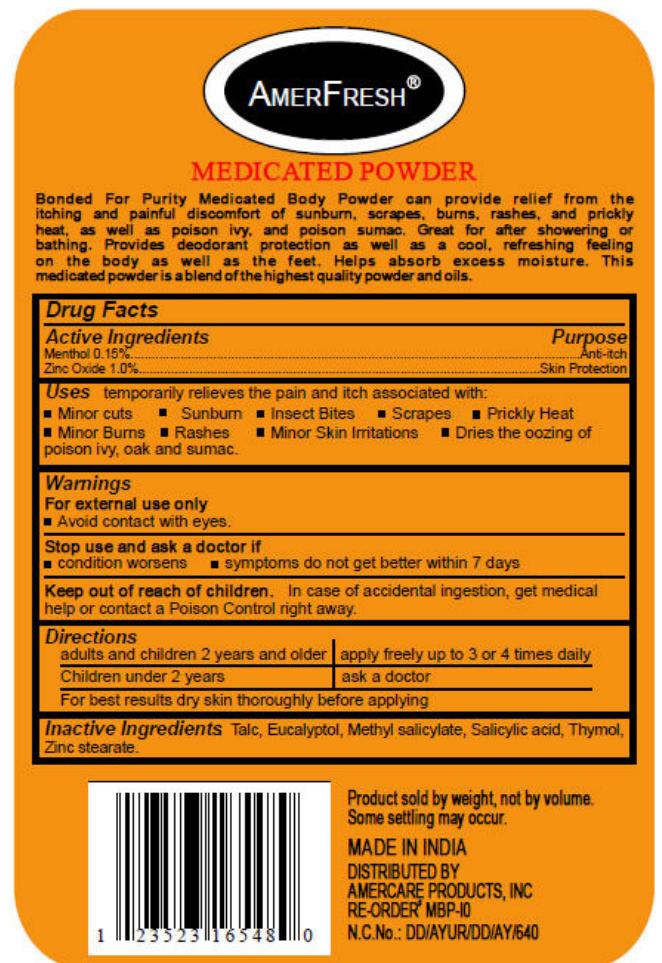 AMERFRESH®
MEDICATED POWDER
Bonded For Purity Medicated Body Powder can provide relief from the
itching and painful discomfort of sunburn, scrapes, burns, rashes, and prickly
heat, as well as poison ivy, and poison sumac. Great for after showering or
bathing. Provides deodorant protection as well as a cool, refreshing feeling
on the body as well as the feet. Helps absorb excess moisture. This
medicated powder is a blend of the highest quality powder and oils.
Drug Facts
Active Ingredients Purpose
Menthol 0.15%...Anti-itch
Zinc Oxide 1.0%...Skin Protection
Uses temporarily relieves the pain and itch associated with:
■ Minor cuts ■ Sunburn ■ Insect Bites ■ Scrapes ■ Prickly Heat
■ Minor Burns ■ Rashes ■ Minor Skin Irritations ■ Dries the oozing of
poison ivy, oak and sumac.
Warnings
For external use only
■ Avoid contact with eyes.
Stop use and ask a doctor if
■ condition worsens ■ symptoms do not get better within 7 days
Keep out of reach of children. In case of accidental ingestion, get medical
help or contact a Poison Control right away.
Directions
adults and children 2 years and older apply freely up to 3 or 4 times daily
Children under 2 years ask a doctor
For best results dry skin thoroughly before applying
Inactive Ingredients Talc, Eucalyptol, Methyl salicylate, Salicylic acid, Thymol,
Zinc stearate.
1 23523 16548 0
Product sold by weight, not by volume.
Some settling may occur.
MADE IN INDIA
DISTRIBUTED BY
AMERCARE PRODUCTS, INC
RE-ORDER# MBP-I0
N.C.No.: DD/AYUR/DD/AY/640